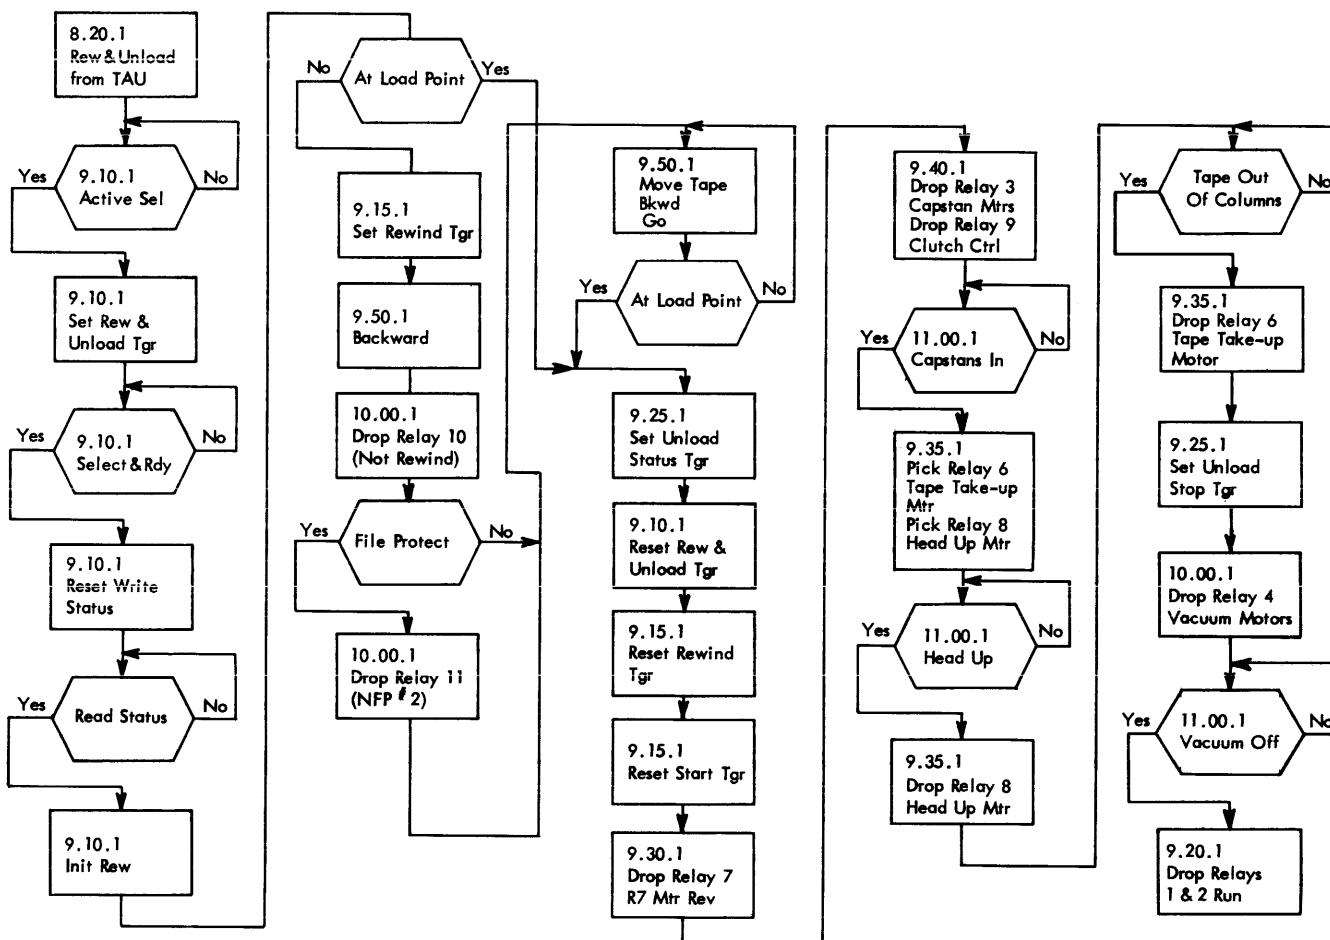 8.20.1
Rew & Unload
from TAU
Yes
9.10.1
Active Sel
No
9.10.1
Set Rew &
Unload Tgr
Yes
9.10.1
Select & Rdy
No
9.10.1
Reset Write
Status
Yes
Read Status
No
9.10.1
Init Rew
No
At Load Point
Yes
9.15.1
Set Rewind Tgr
9.50.1
Backward
10.00.1
Drop Relay 10
(Not Rewind)
Yes
File Protect
No
10.00.1
Drop Relay 11
(NFP #2)
9.50.1
Move Tape
Bkwd
Go
Yes
At Load Point
No
9.25.1
Set Unload
Status Tgr
9.10.1
Reset Rew &
Unload Tgr
9.15.1
Reset Rewind
Tgr
9.15.1
Reset Start Tgr
9.30.1
Drop Relay 7
R7 Mtr Rev
9.40.1
Drop Relay 3
Capstan Mtrs
Drop Relay 9
Clutch Ctrl
Yes
11.00.1
Capstans In
No
9.35.1
Pick Relay 6
Tape Take-up
Mtr
Pick Relay 8
Head Up Mtr
Yes
11.00.1
Head Up
No
9.35.1
Drop Relay 8
Head Up Mtr
Yes
Tape Out
Of Columns
No
9.35.1
Drop Relay 6
Tape Take-up
Motor
9.25.1
Set Unload
Stop Tgr
10.00.1
Drop Relay 4
Vacuum Motors
Yes
11.00.1
Vacuum Off
No
9.20.1
Drop Relays
1 & 2 Run